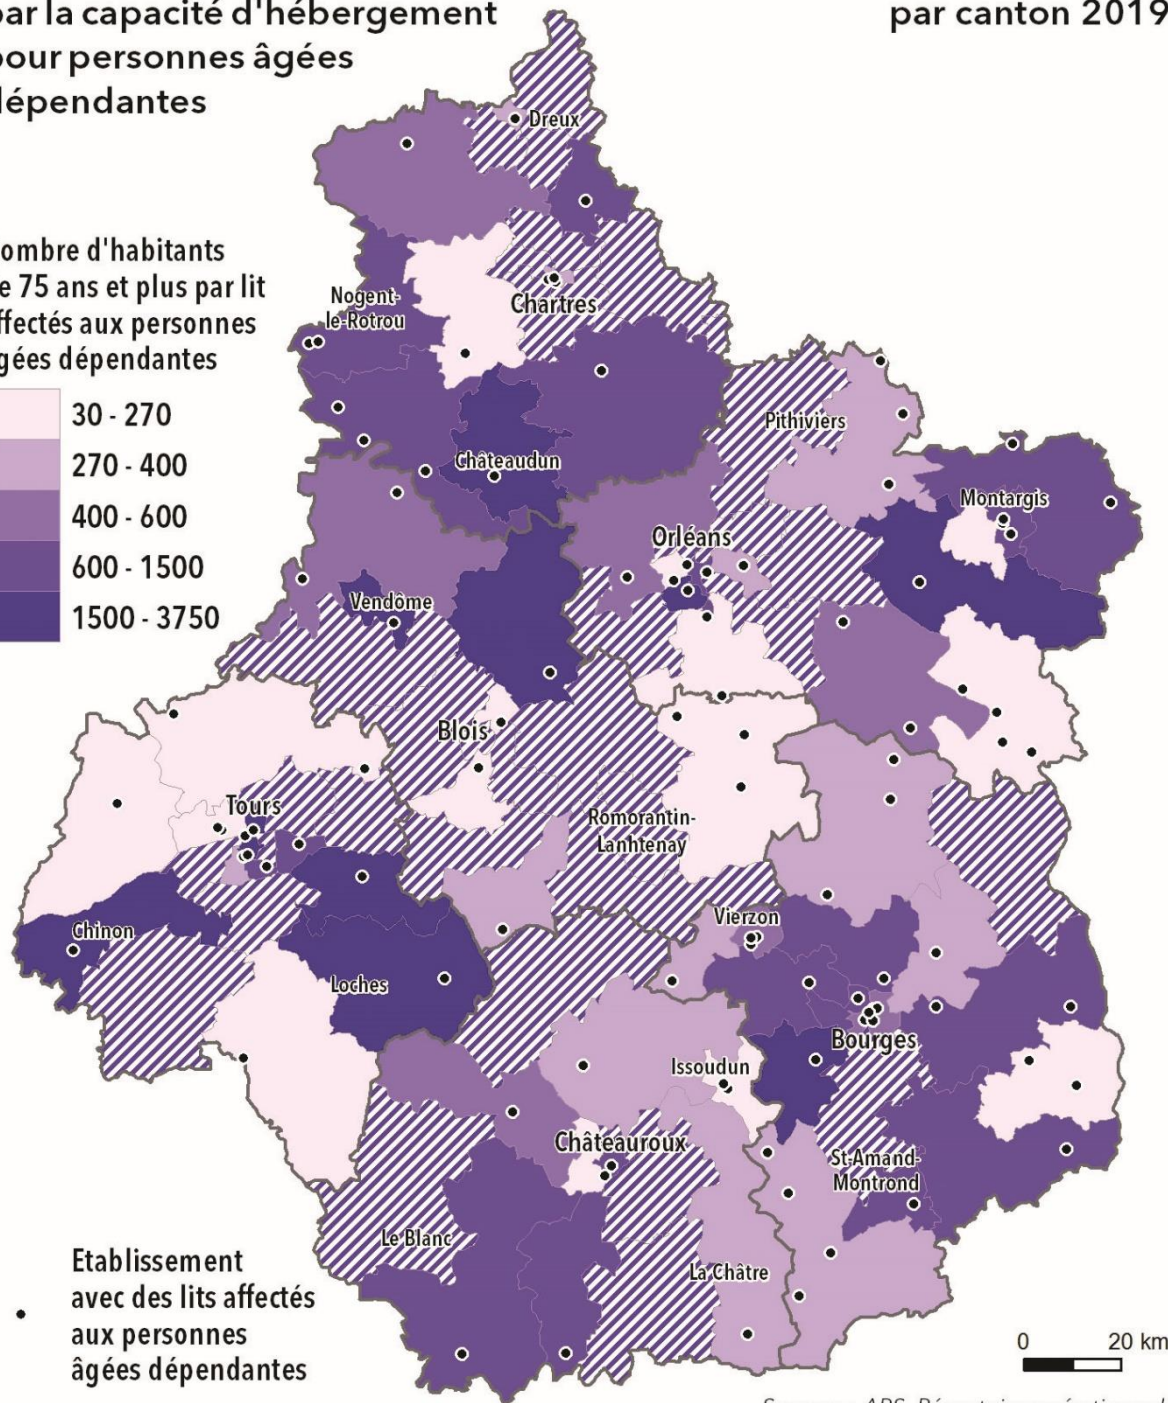 par la capacité d'hébergement
pour personnes âgées
dépendantes
par canton 2019
ombre d'habitants
e 75 ans et plus par lit
ffectés aux personnes
gées dépendantes
30 - 270
270 - 400
400 - 600
600 - 1500
1500 - 3750
Dreux
Chartres
Nogent-
le-Rotrou
Pithiviers
Châteaudun
Montargis
Orléans
Vendôme
Blois
Tours
Romorantin-
Lanhtenay
Vierzon
Chinon
Loches
Bourges
Issoudun
Châteauroux
St-Amand-
Montrond
Le Blanc
La Châtre
Etablissement
avec des lits affectés
aux personnes
âgées dépendantes
0 20 km